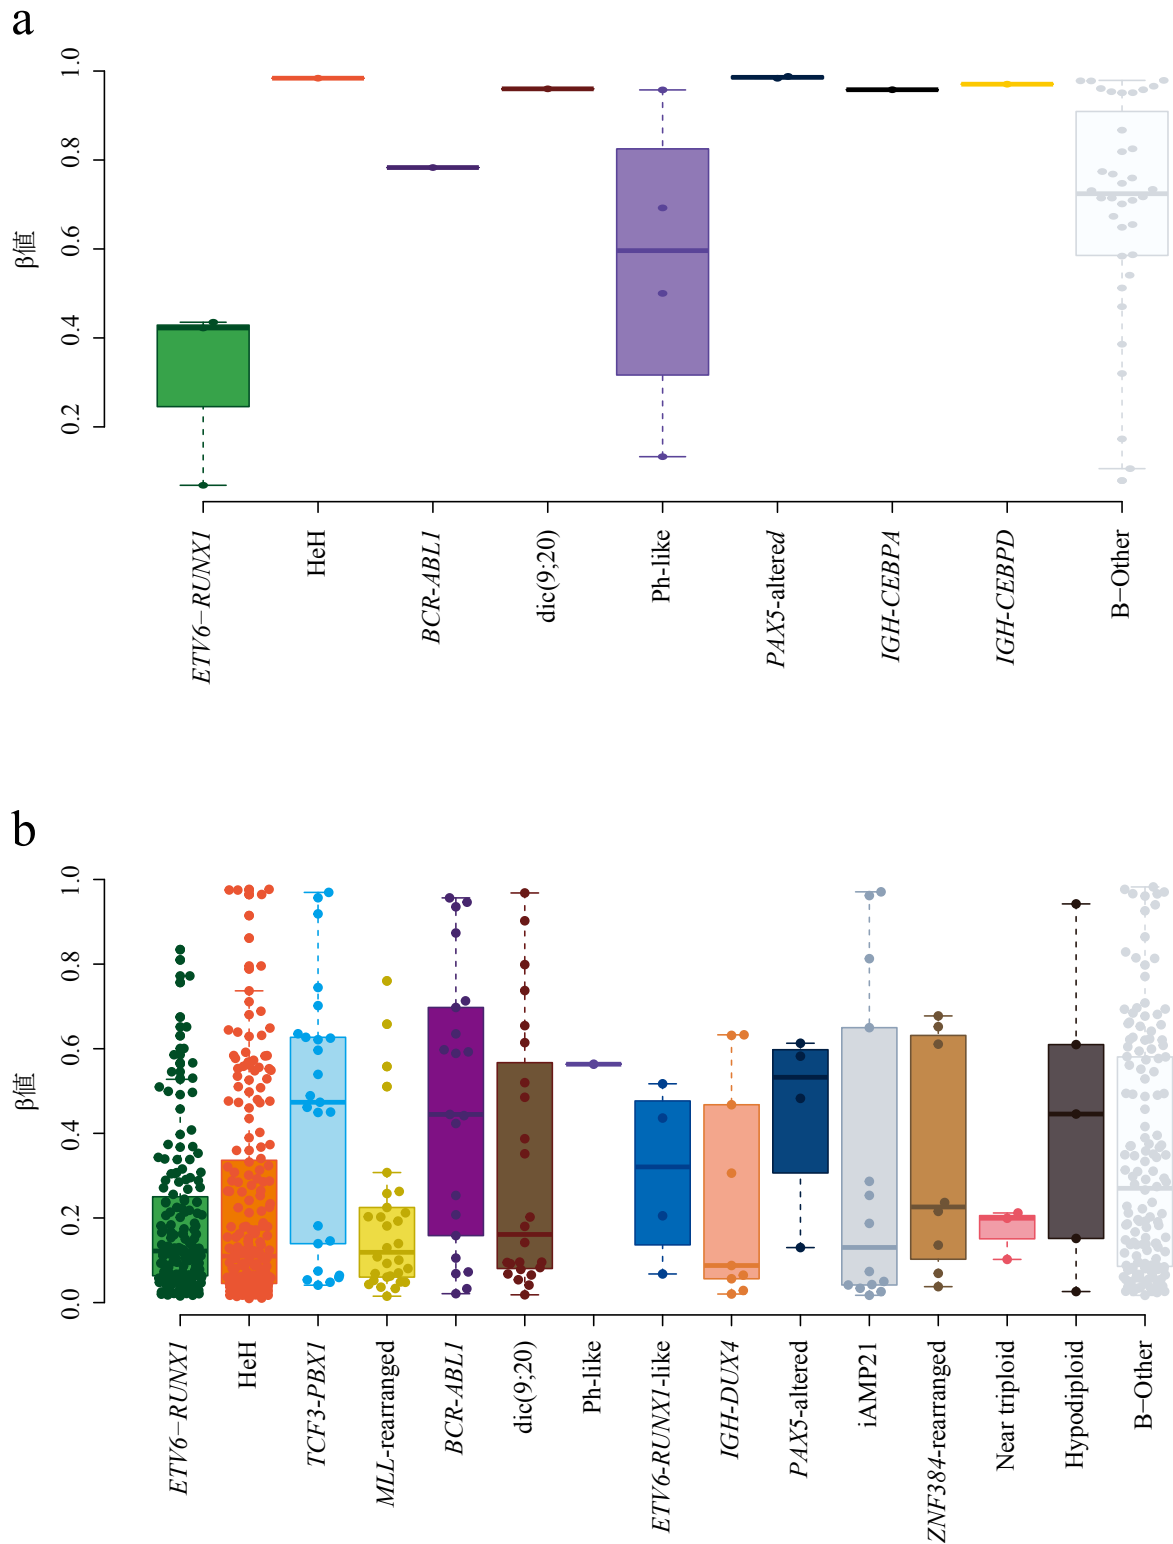 a
β値
1.0
0.8
0.6
0.4
0.2
ETV6−RUNX1
HeH
BCR-ABL1
dic(9;20)
Ph-like
PAX5-altered
IGH-CEBPA
IGH-CEBPD
B−Other
b
β値
1.0
0.8
0.6
0.4
0.2
0.0
ETV6−RUNX1
HeH
TCF3-PBX1
MLL-rearranged
BCR-ABL1
dic(9;20)
Ph-like
ETV6-RUNX1-like
IGH-DUX4
PAX5-altered
iAMP21
ZNF384-rearranged
Near triploid
Hypodiploid
B−Other